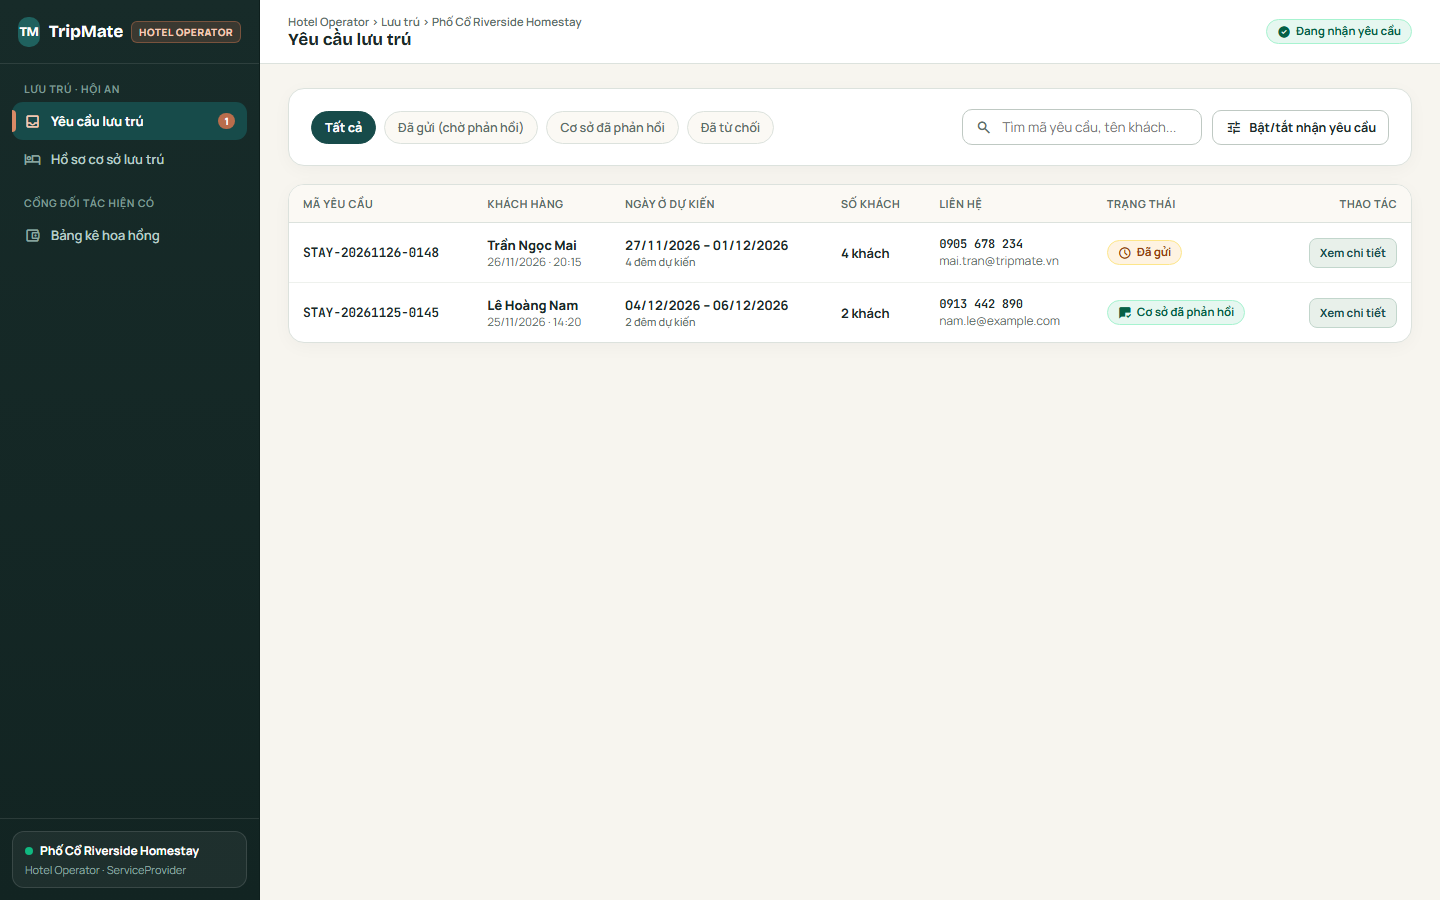 TM TripMate HOTEL OPERATOR
LƯU TRÚ · HỘI AN
Yêu cầu lưu trú 1
Hồ sơ cơ sở lưu trú
CỔNG ĐỐI TÁC HIỆN CÓ
Bảng kê hoa hồng
Phố Cổ Riverside Homestay
Hotel Operator · ServiceProvider
Hotel Operator › Lưu trú › Phố Cổ Riverside Homestay
Yêu cầu lưu trú
Đang nhận yêu cầu
Tất cả Đã gửi (chờ phản hồi) Cơ sở đã phản hồi Đã từ chối Tìm mã yêu cầu, tên khách... Bật/tắt nhận yêu cầu
MÃ YÊU CẦU KHÁCH HÀNG NGÀY Ở DỰ KIẾN SỐ KHÁCH LIÊN HỆ TRẠNG THÁI THAO TÁC
STAY-20261126-0148 Trần Ngọc Mai 27/11/2026 – 01/12/2026 4 khách 0905 678 234 Đã gửi Xem chi tiết
26/11/2026 · 20:15 4 đêm dự kiến mai.tran@tripmate.vn
STAY-20261125-0145 Lê Hoàng Nam 04/12/2026 – 06/12/2026 2 khách 0913 442 890 Cơ sở đã phản hồi Xem chi tiết
25/11/2026 · 14:20 2 đêm dự kiến nam.le@example.com